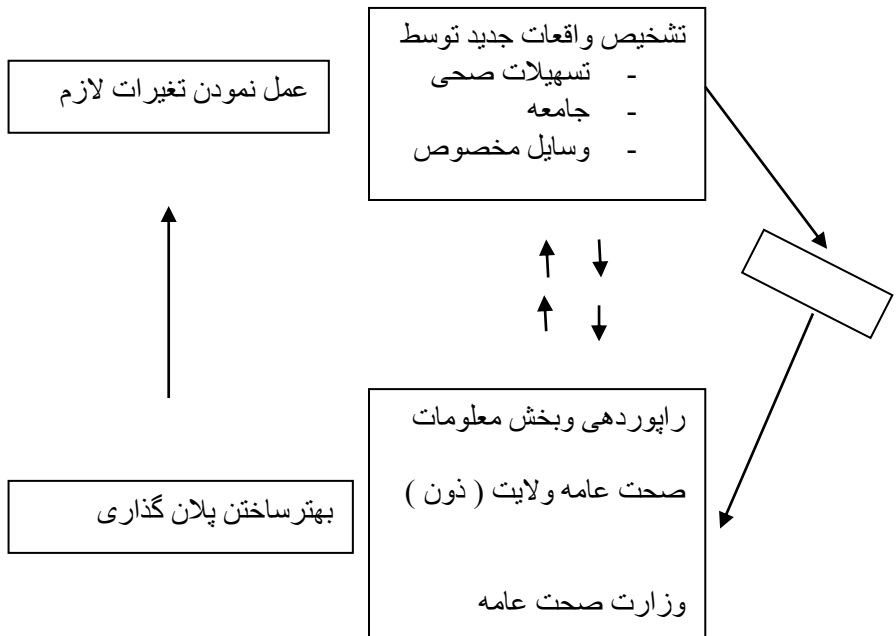 تشخیص واقعات جدید توسط
- تسهیلات صحی
- جامعه
- وسایل مخصوص
عمل نمودن تغیرات لازم
راپوردهی وبخش معلومات
صحت عامه ولایت ( ذون )
وزارت صحت عامه
بهترساختن پلان گذاری